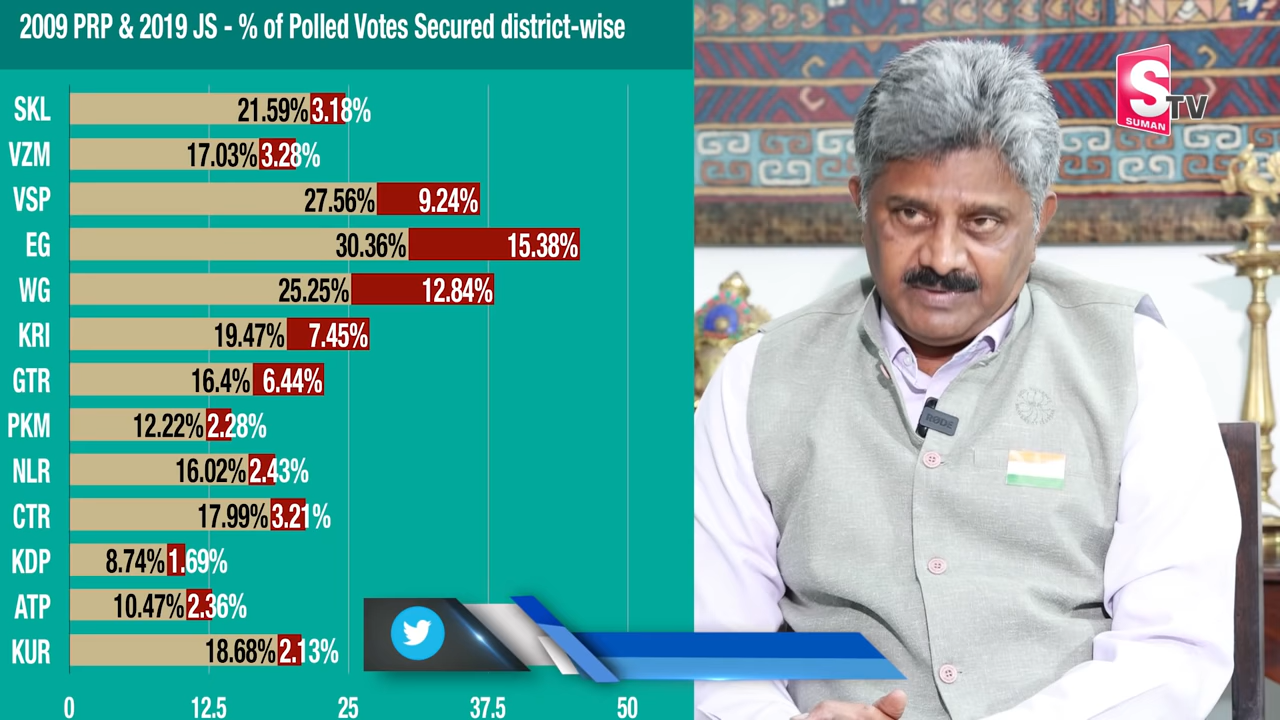 2009 PRP & 2019 JS - % of Polled Votes Secured district-wise
SKL 21.59% 3.18%
VZM 17.03% 3.28%
VSP 27.56% 9.24%
EG 30.36% 15.38%
WG 25.25% 12.84%
KRI 19.47% 7.45%
GTR 16.4% 6.44%
PKM 12.22% 2.28%
NLR 16.02% 2.43%
CTR 17.99% 3.21%
KDP 8.74% 1.69%
ATP 10.47% 2.36%
KUR 18.68% 2.13%
0 12.5 25 37.5 50
S TV
SUMAN
RØDE